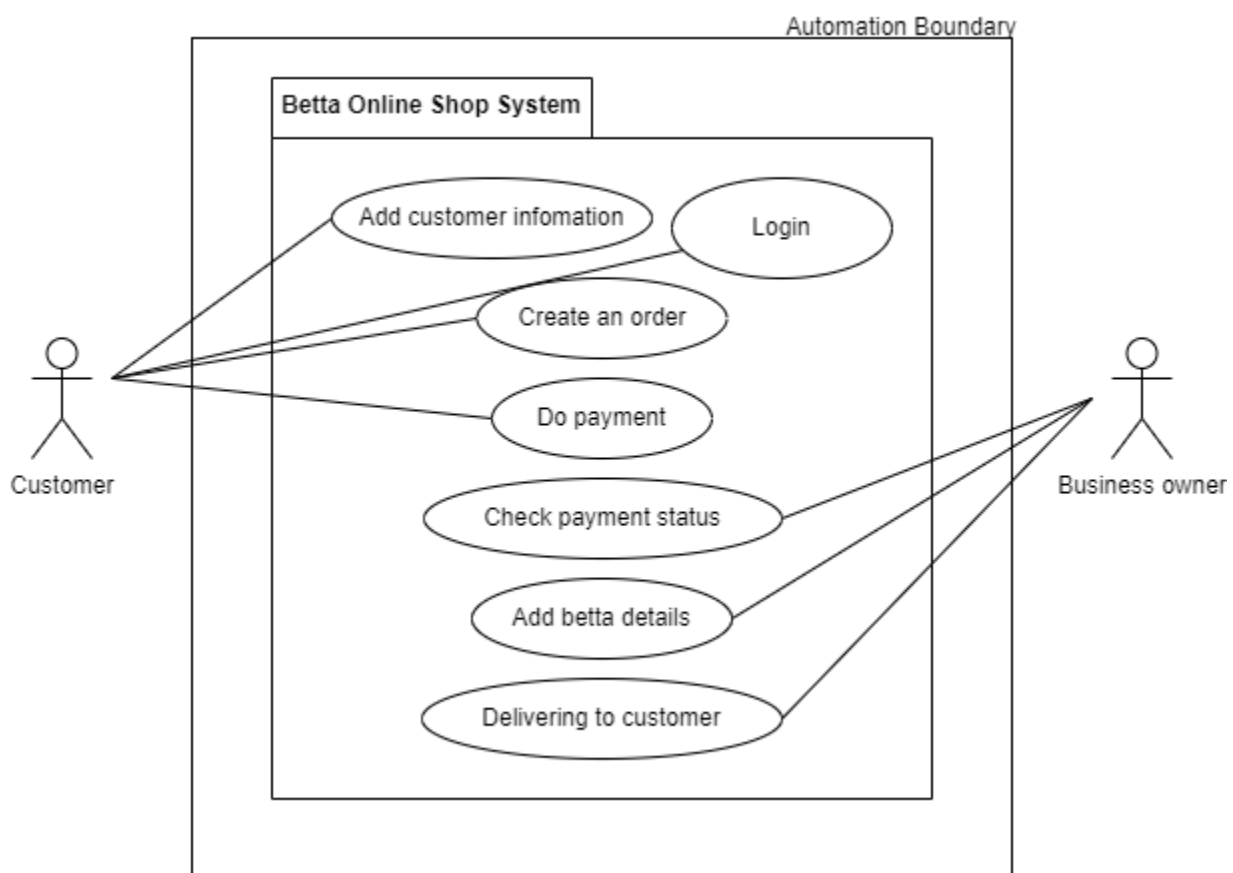 Automation Boundary
Betta Online Shop System
Add customer infomation
Login
Create an order
Do payment
Customer
Business owner
Check payment status
Add betta details
Delivering to customer